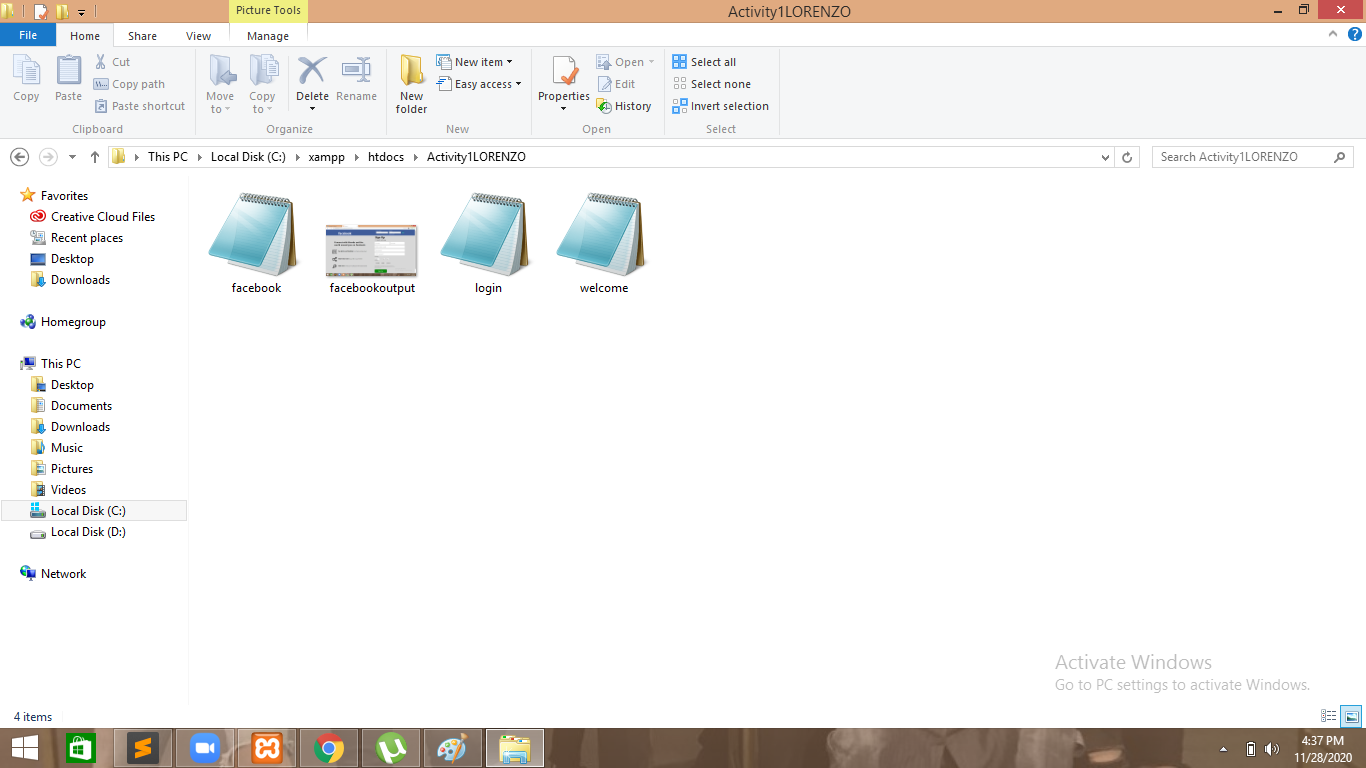 Picture Tools
Activity1LORENZO
File
Home
Share
View
Manage
Copy
Paste
Cut
Copy path
Paste shortcut
Clipboard
Move to
Copy to
Delete
Rename
Organize
New folder
New item
Easy access
New
Properties
Open
Edit
History
Open
Select all
Select none
Invert selection
Select
This PC
Local Disk (C:)
xampp
htdocs
Activity1LORENZO
Search Activity1LORENZO
Favorites
Creative Cloud Files
Recent places
Desktop
Downloads
Homegroup
This PC
Desktop
Documents
Downloads
Music
Pictures
Videos
Local Disk (C:)
Local Disk (D:)
Network
facebook
facebookoutput
login
welcome
Activate Windows
Go to PC settings to activate Windows.
4 items
4:37 PM
11/28/2020